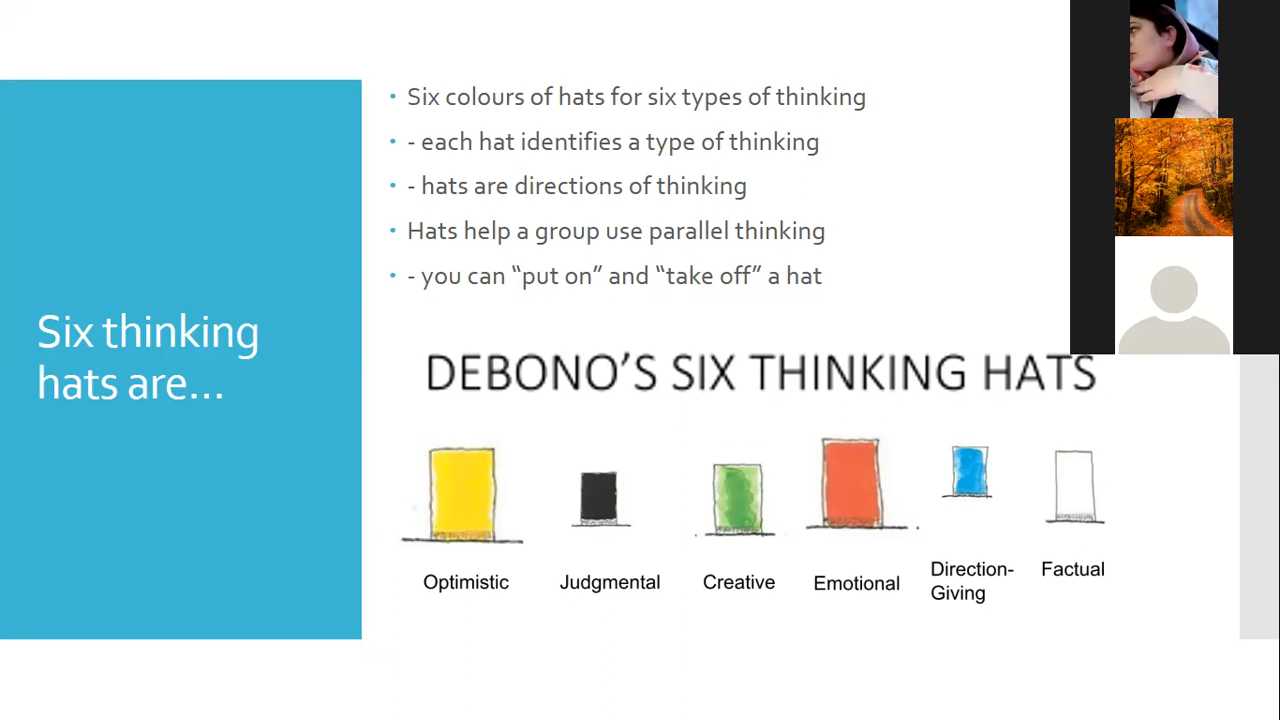 Six thinking
hats are…
Six colours of hats for six types of thinking
- each hat identifies a type of thinking
- hats are directions of thinking
Hats help a group use parallel thinking
- you can “put on” and “take off” a hat
DEBONO’S SIX THINKING HATS
Optimistic
Judgmental
Creative
Emotional
Direction-
Giving
Factual